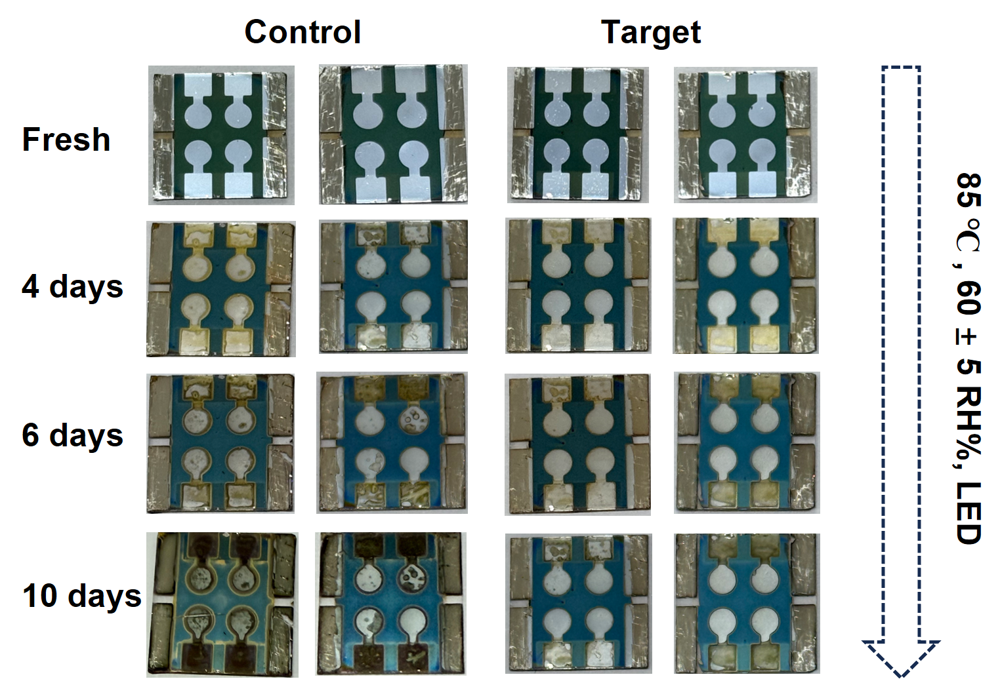 Control
Target
Fresh
4 days
6 days
10 days
85 ℃, 60 ± 5 RH%, LED